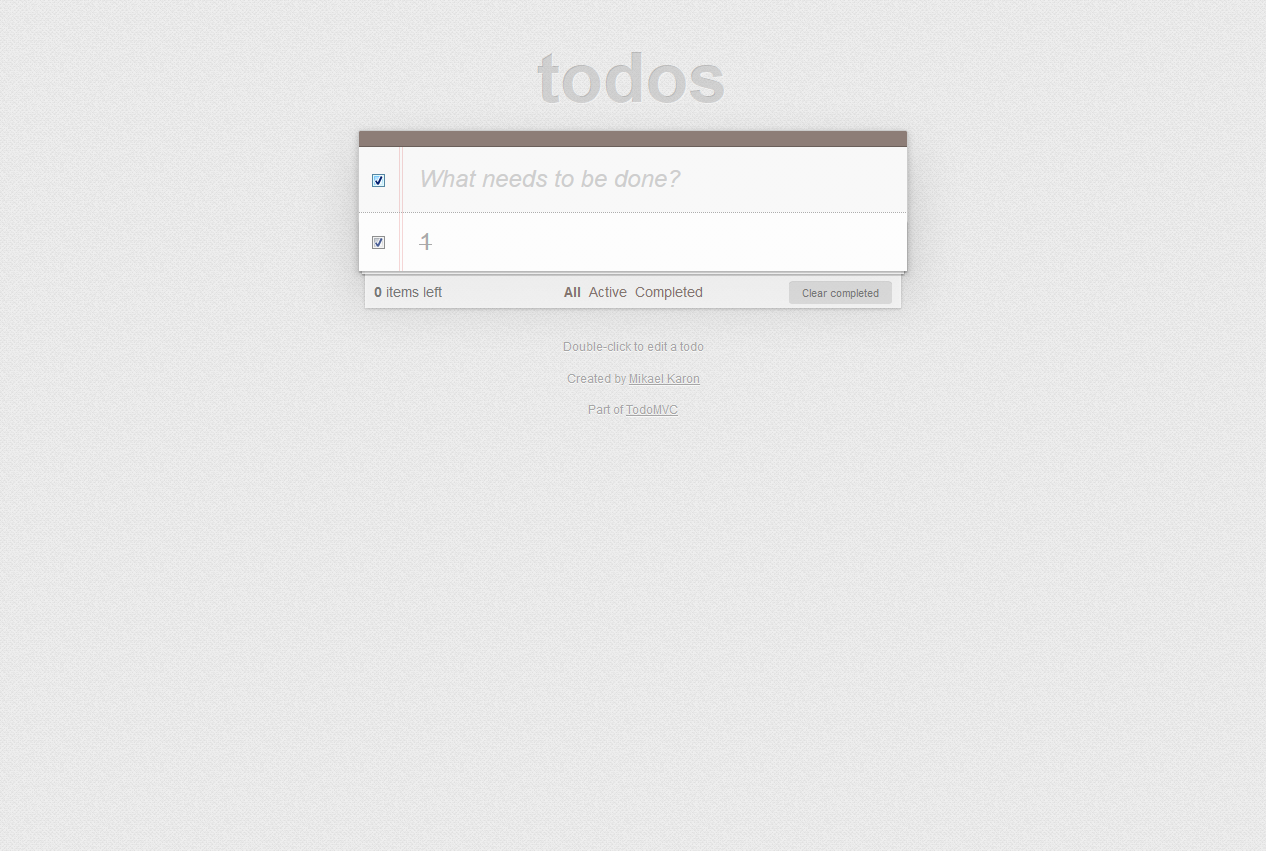 todos
What needs to be done?
1
0 items left All Active Completed Clear completed
Double-click to edit a todo
Created by Mikael Karon
Part of TodoMVC